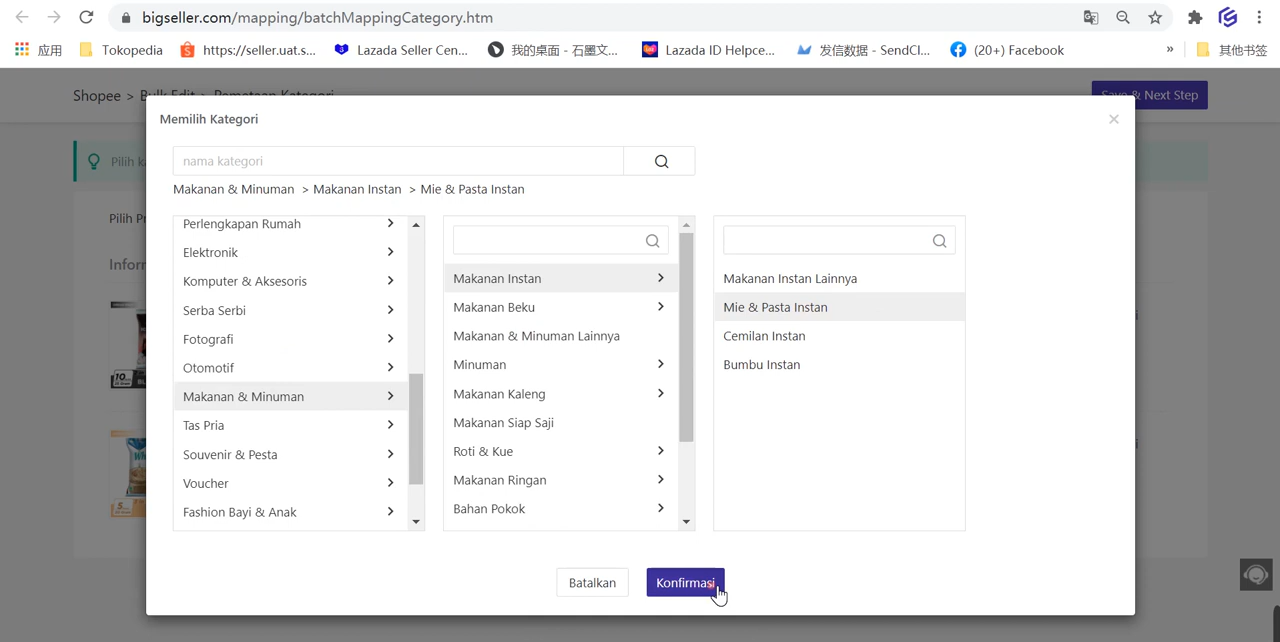 bigseller.com/mapping/batchMappingCategory.htm
应用
Tokopedia
https://seller.uat.s...
Lazada Seller Cen...
我的桌面 - 石墨文...
Lazada ID Helpce...
发信数据 - SendCl...
(20+) Facebook
»
其他书签
Shopee > Bulk Edit > Pemetaan Kategori
Save & Next Step
Memilih Kategori
Pilih k
nama kategori
Makanan & Minuman > Makanan Instan > Mie & Pasta Instan
Pilih Pr
Inform
Perlengkapan Rumah
Elektronik
Komputer & Aksesoris
Serba Serbi
Fotografi
Otomotif
Makanan & Minuman
Tas Pria
Souvenir & Pesta
Voucher
Fashion Bayi & Anak
Makanan Instan
Makanan Beku
Makanan & Minuman Lainnya
Minuman
Makanan Kaleng
Makanan Siap Saji
Roti & Kue
Makanan Ringan
Bahan Pokok
Makanan Instan Lainnya
Mie & Pasta Instan
Cemilan Instan
Bumbu Instan
Batalkan
Konfirmasi